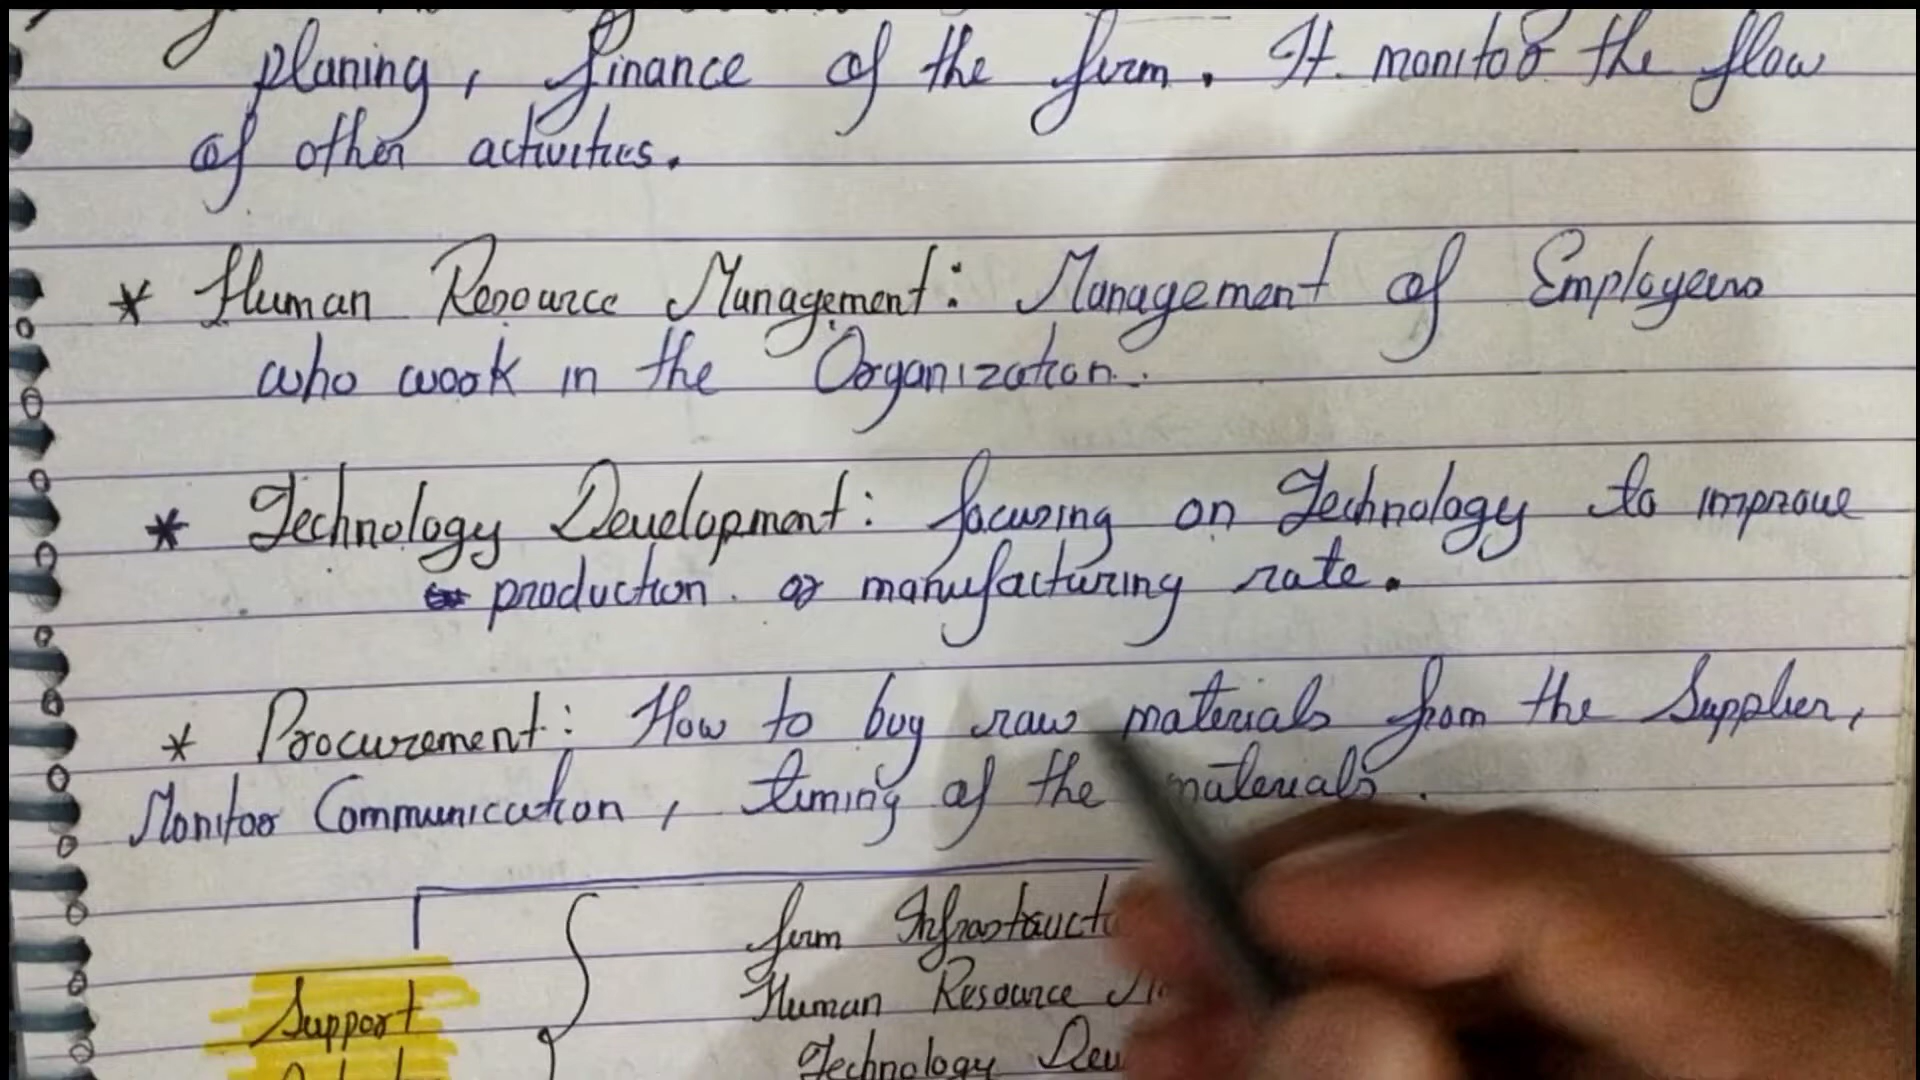 planing, finance of the firm. It monitor the flow
of other activities.
* Human Resource Management: Management of Employees
who work in the Organization.
* Technology Development: focusing on Technology to improve
production or manufacturing rate.
* Procurement: How to buy raw materials from the Supplier,
Monitor Communication, timing of the materials.
firm Infrastruct
Human Resource
Support
Technology Dev